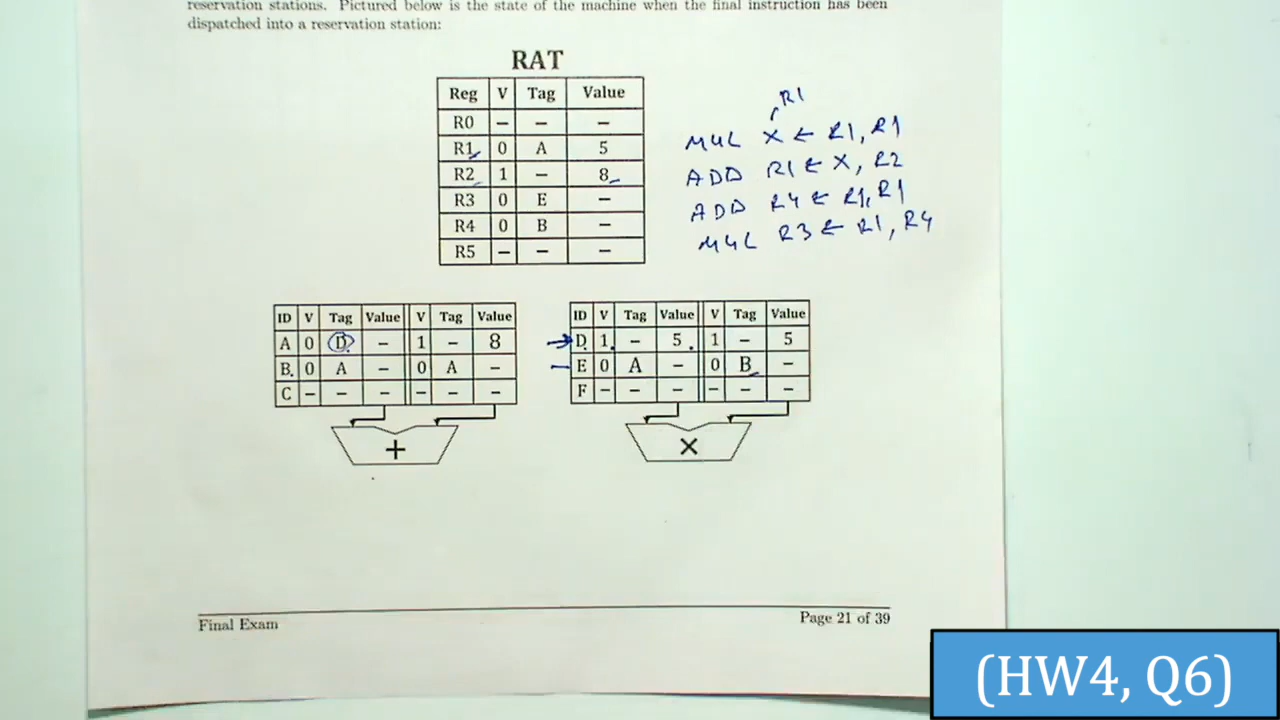 reservation stations. Pictured below is the state of the machine when the final instruction has been
dispatched into a reservation station:
RAT
Reg V Tag Value
R0 – – –
R1 0 A 5
R2 1 – 8
R3 0 E –
R4 0 B –
R5 – – –
, R1
MUL X ← R1, R1
ADD R1 ← X, R2
ADD R4 ← R1, R1
MUL R3 ← R1, R4
ID V Tag Value V Tag Value
A 0 D – 1 – 8
B 0 A – 0 A –
C – – – – – –
+
ID V Tag Value V Tag Value
D 1 – 5 1 – 5
E 0 A – 0 B –
F – – – – – –
×
Final Exam
Page 21 of 39
(HW4, Q6)